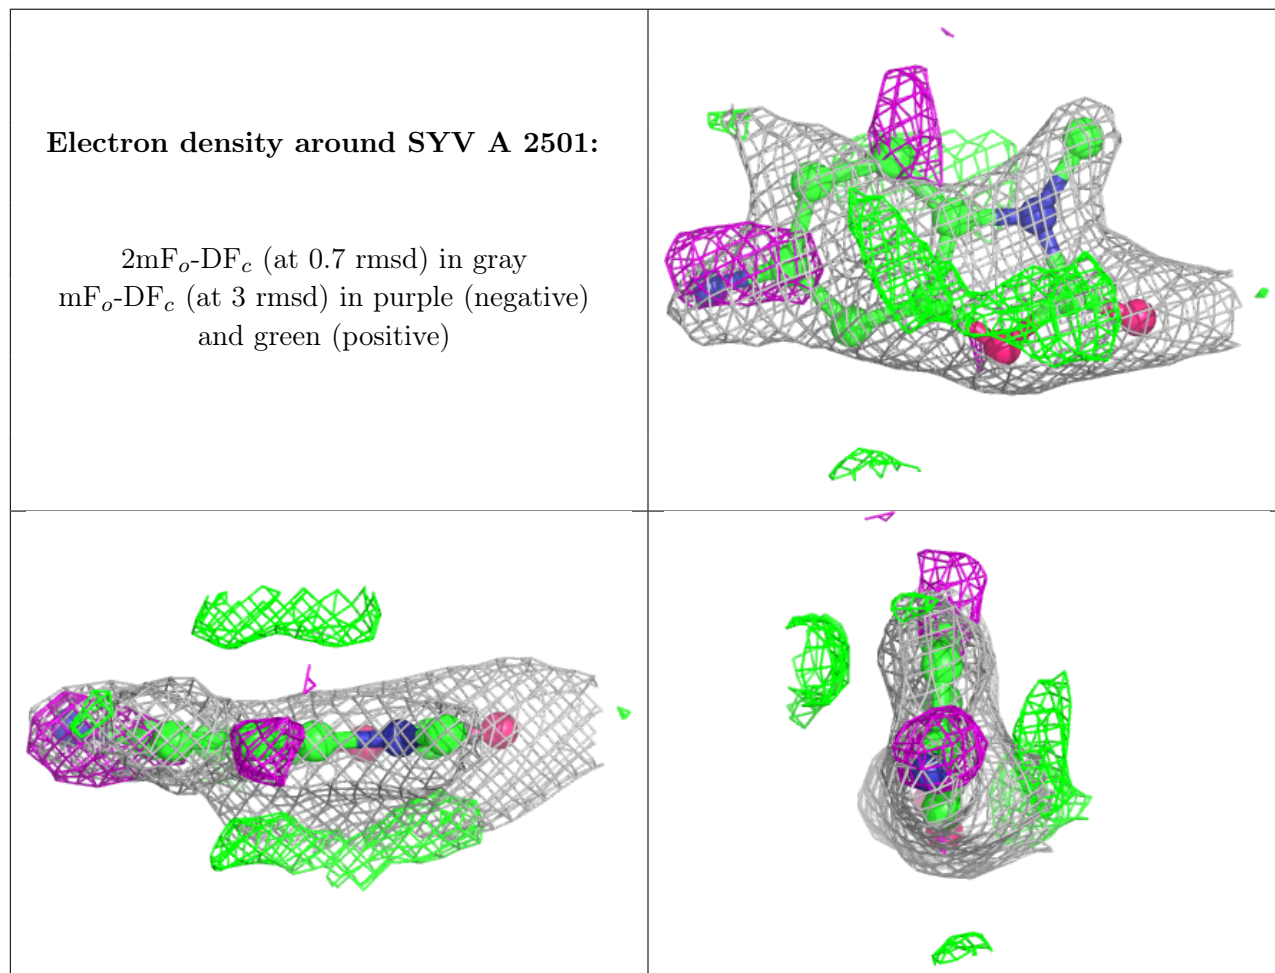 Electron density around SYV A 2501:
2mFo-DFc (at 0.7 rmsd) in gray
mFo-DFc (at 3 rmsd) in purple (negative)
and green (positive)